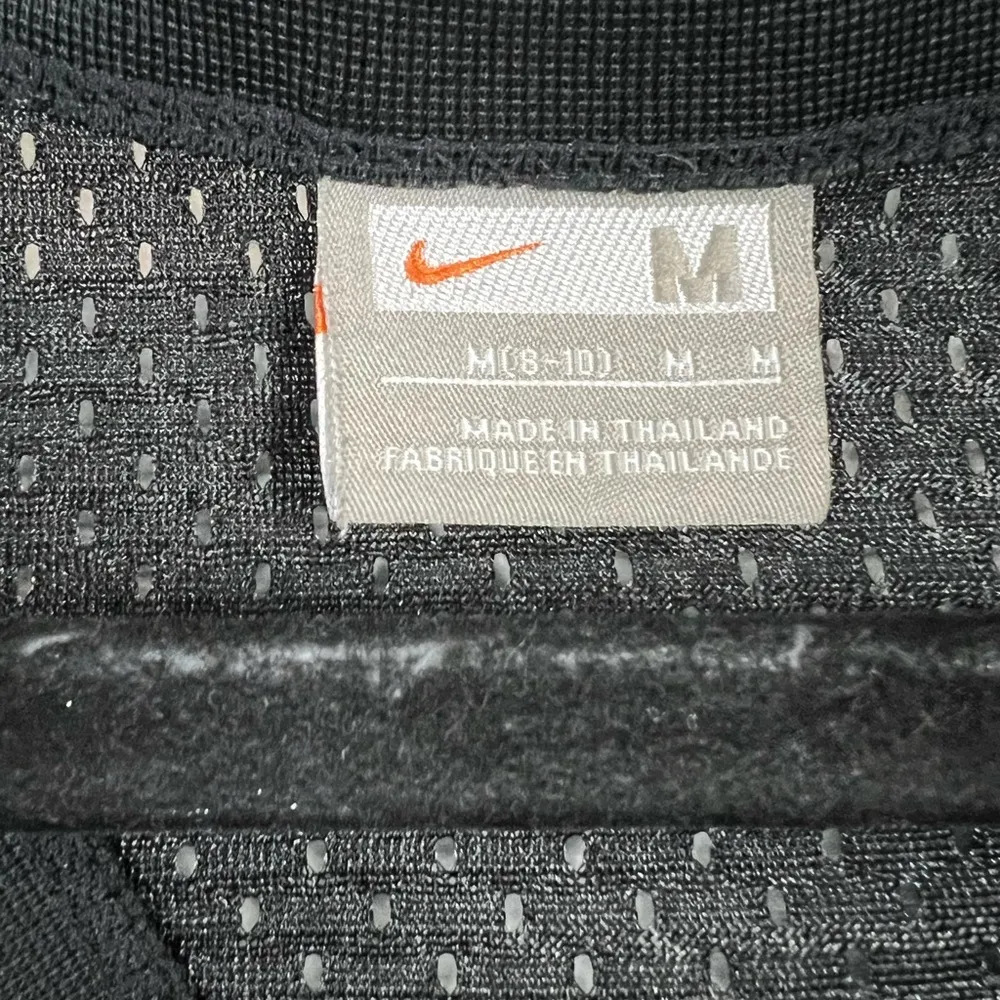 M
M(8-10) M M
MADE IN THAILAND
FABRIQUE EN THAILANDE